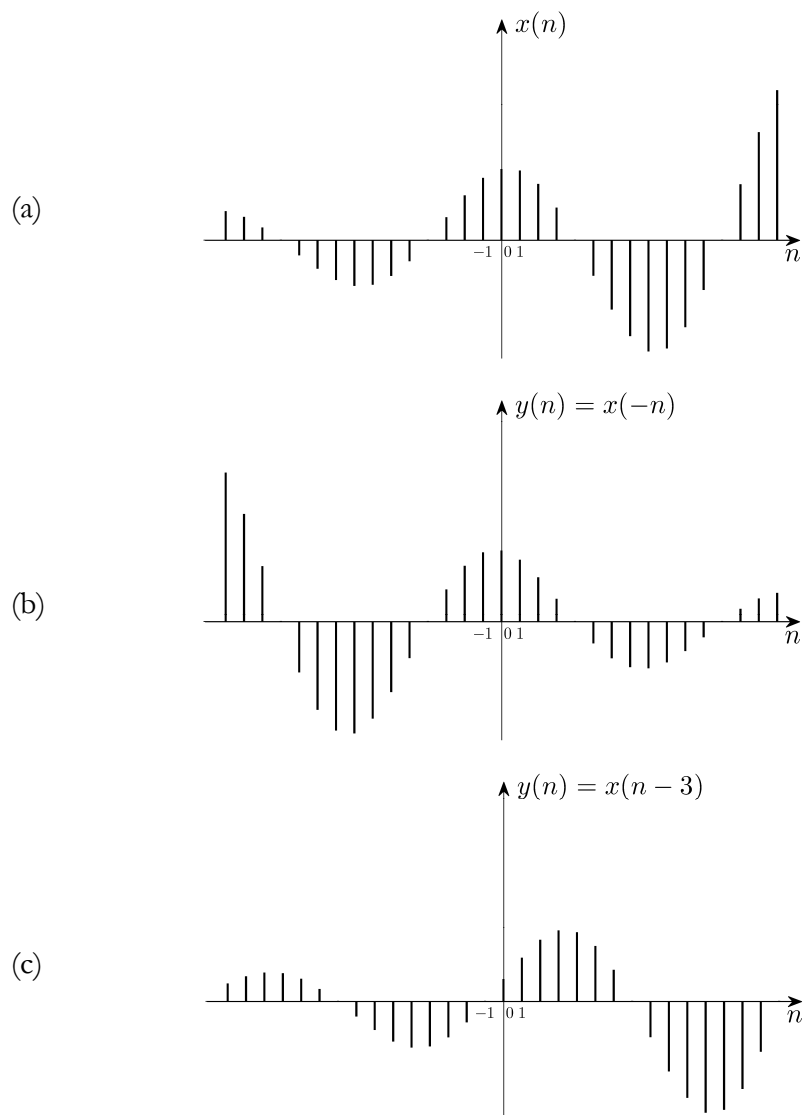 x(n)
(a)
−1 0 1
n
y(n) = x(−n)
(b)
−1 0 1
n
y(n) = x(n − 3)
(c)
−1 0 1
n